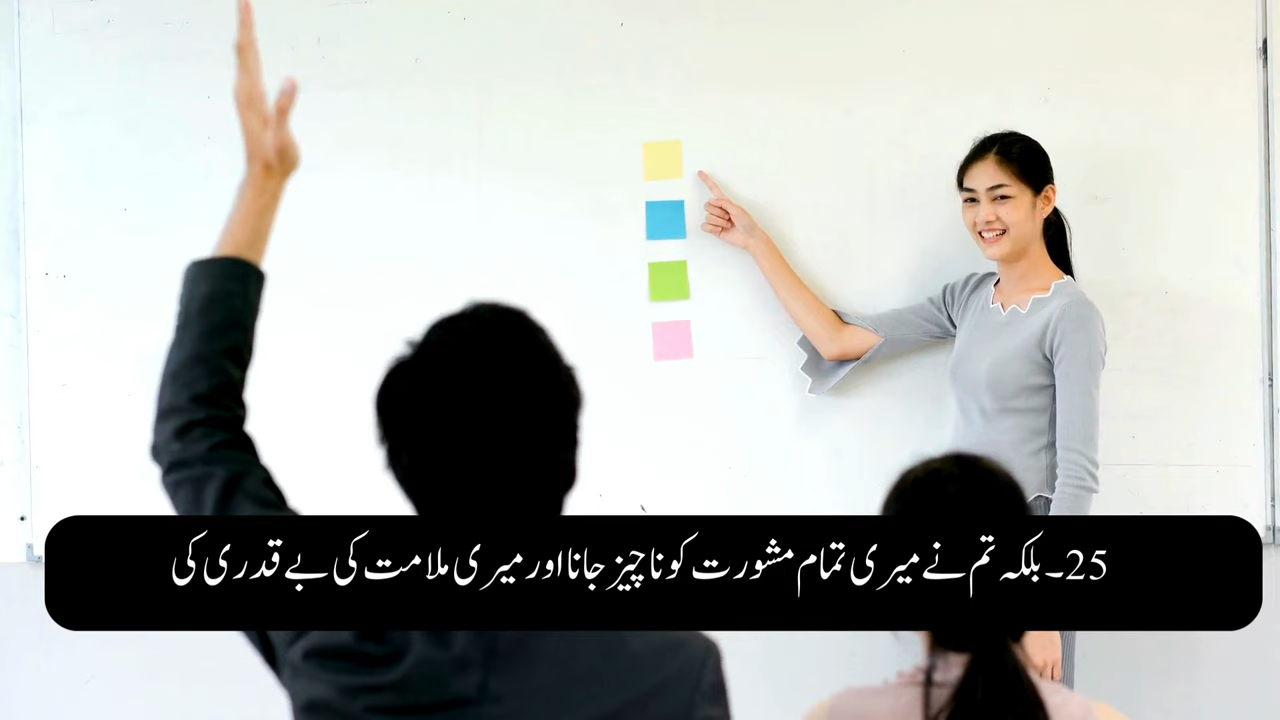 25۔بلکہ تم نے میری تمام مشورت کو ناچیز جانا اور میری ملامت کی بے قدری کی